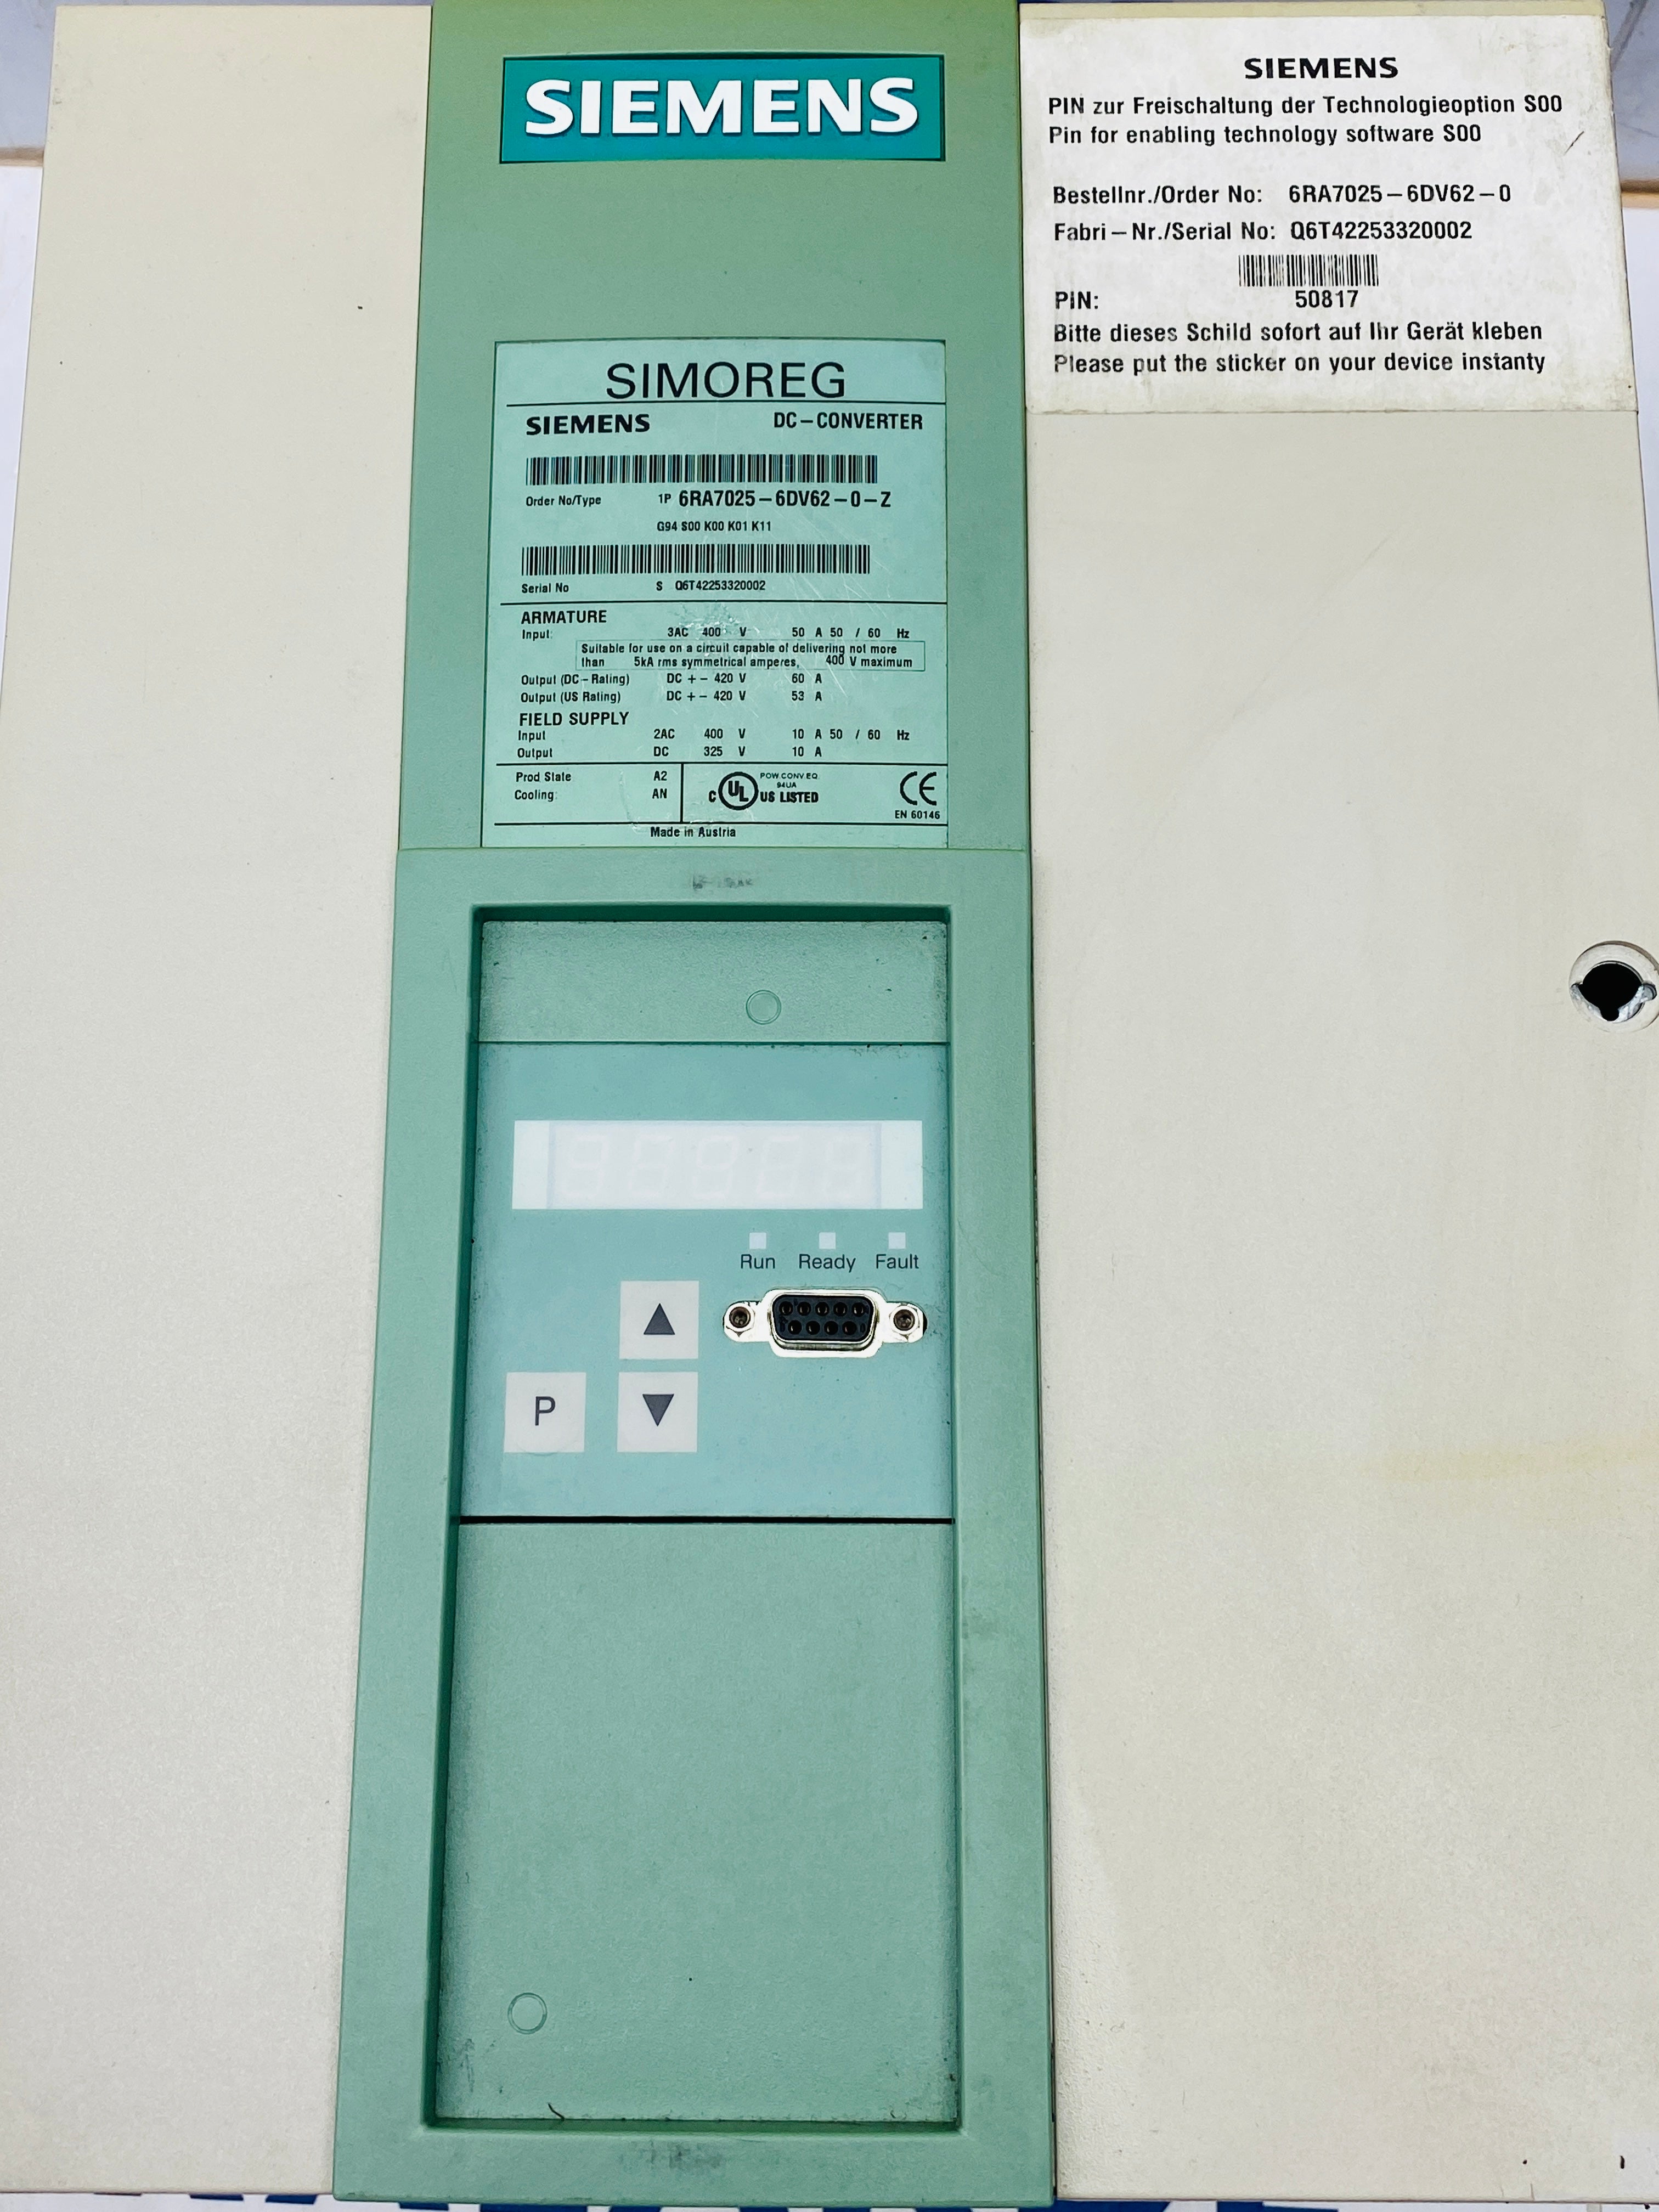 SIEMENS
SIEMENS
PIN zur Freischaltung der Technologieoption S00
Pin for enabling technology software S00
Bestellnr./Order No: 6RA7025-6DV62-0
Fabri-Nr./Serial No: Q6T42253320002
PIN: 50817
Bitte dieses Schild sofort auf Ihr Gerät kleben
Please put the sticker on your device instanty
SIMOREG
SIEMENS DC-CONVERTER
Order No/Type 1P 6RA7025-6DV62-0-Z
G94 S00 K00 K01 K11
Serial No S Q6T42253320002
ARMATURE
Input: 3AC 400 V 50 A 50 / 60 Hz
Suitable for use on a circuit capable of delivering not more
than 5kA rms symmetrical amperes, 400 V maximum
Output (DC-Rating) DC +- 420 V 60 A
Output (US Rating) DC +- 420 V 53 A
FIELD SUPPLY
Input 2AC 400 V 10 A 50 / 60 Hz
Output DC 325 V 10 A
Prod State A2
Cooling: AN
POW.CONV.EQ.
94UA
C UL US LISTED
CE
EN 60146
Made in Austria
Run Ready Fault
P